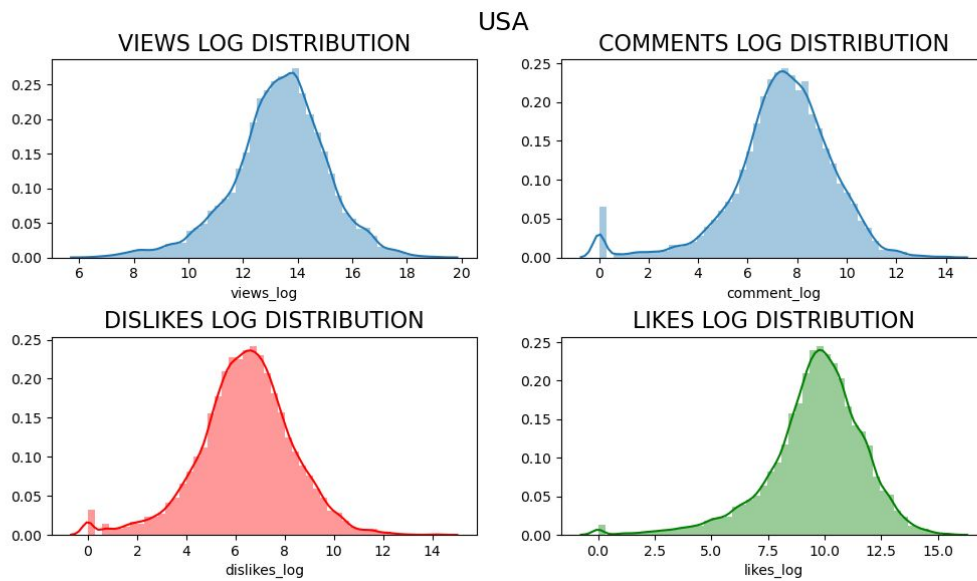 USA
VIEWS LOG DISTRIBUTION
0.25
0.20
0.15
0.10
0.05
0.00
6 8 10 12 14 16 18 20
views_log
COMMENTS LOG DISTRIBUTION
0.25
0.20
0.15
0.10
0.05
0.00
0 2 4 6 8 10 12 14
comment_log
DISLIKES LOG DISTRIBUTION
0.25
0.20
0.15
0.10
0.05
0.00
0 2 4 6 8 10 12 14
dislikes_log
LIKES LOG DISTRIBUTION
0.25
0.20
0.15
0.10
0.05
0.00
0.0 2.5 5.0 7.5 10.0 12.5 15.0
likes_log